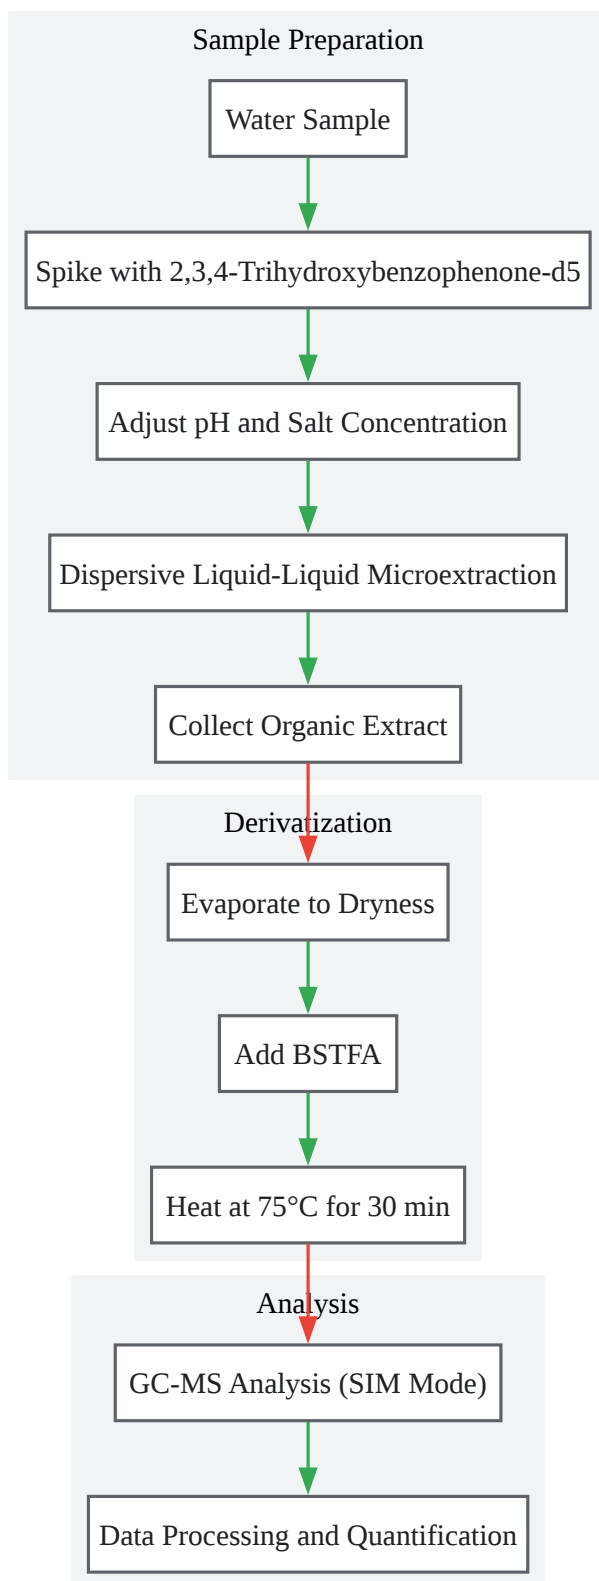 Sample Preparation
Water Sample
Spike with 2,3,4-Trihydroxybenzophenone-d5
Adjust pH and Salt Concentration
Dispersive Liquid-Liquid Microextraction
Collect Organic Extract
Derivatization
Evaporate to Dryness
Add BSTFA
Heat at 75°C for 30 min
Analysis
GC-MS Analysis (SIM Mode)
Data Processing and Quantification